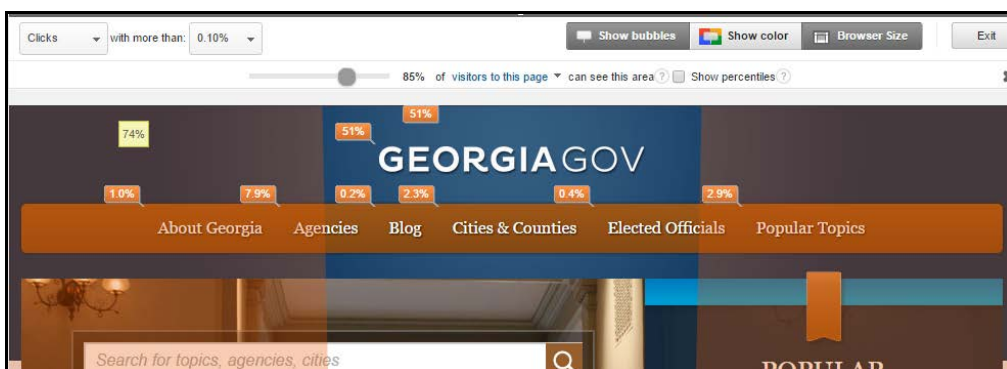 Clicks with more than: 0.10% Show bubbles Show color Browser Size Exit
85% of visitors to this page can see this area ? Show percentiles ?
51%
74% 51%
GEORGIAGOV
1.0% 7.9% 0.2% 2.3% 0.4% 2.9%
About Georgia Agencies Blog Cities & Counties Elected Officials Popular Topics
Search for topics, agencies, cities
POPULAR